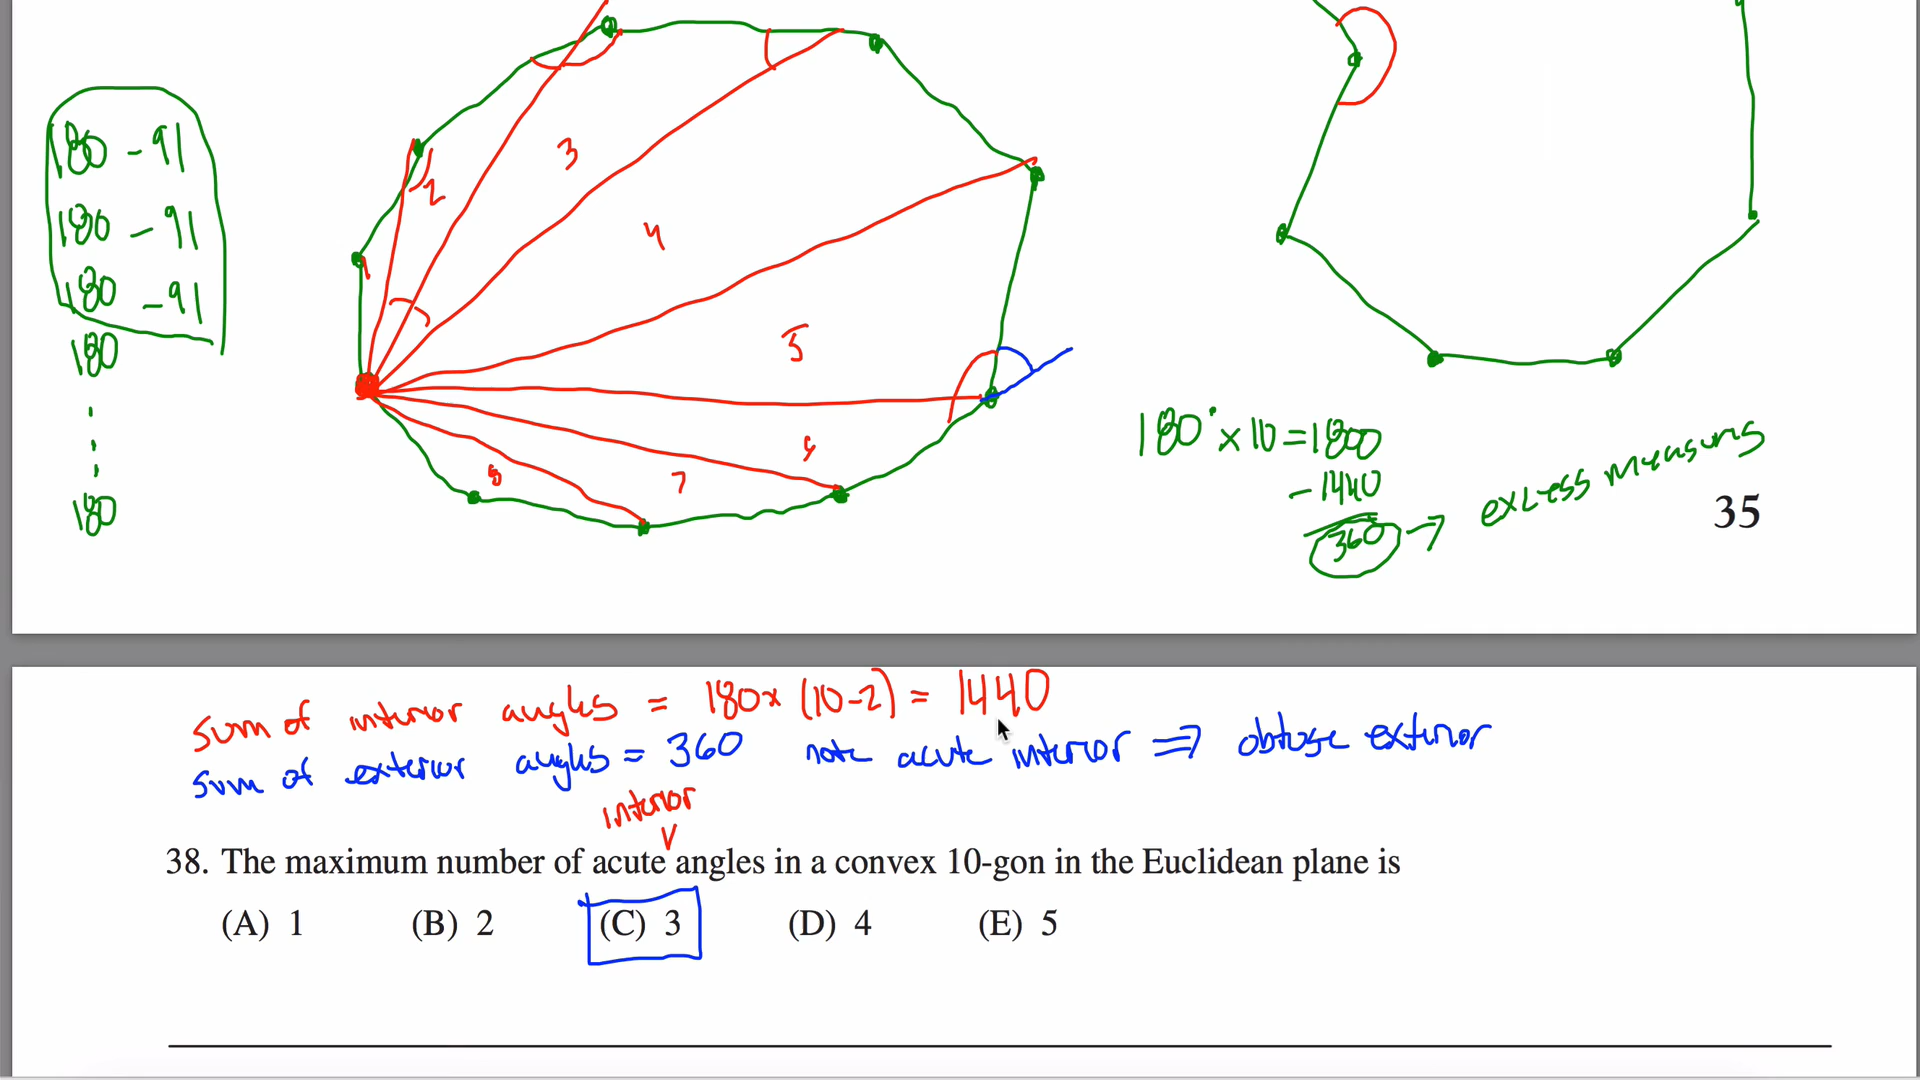 180 - 91
180 - 91
180 - 91
180
180
1
2
3
4
5
7
8
180° × 10 = 1800
- 1440
360 → excess measures
35
sum of interior angles = 180 × (10-2) = 1440
sum of exterior angles = 360 note acute interior ⇒ obtuse exterior
interior
38. The maximum number of acute angles in a convex 10-gon in the Euclidean plane is
(A) 1 (B) 2 (C) 3 (D) 4 (E) 5